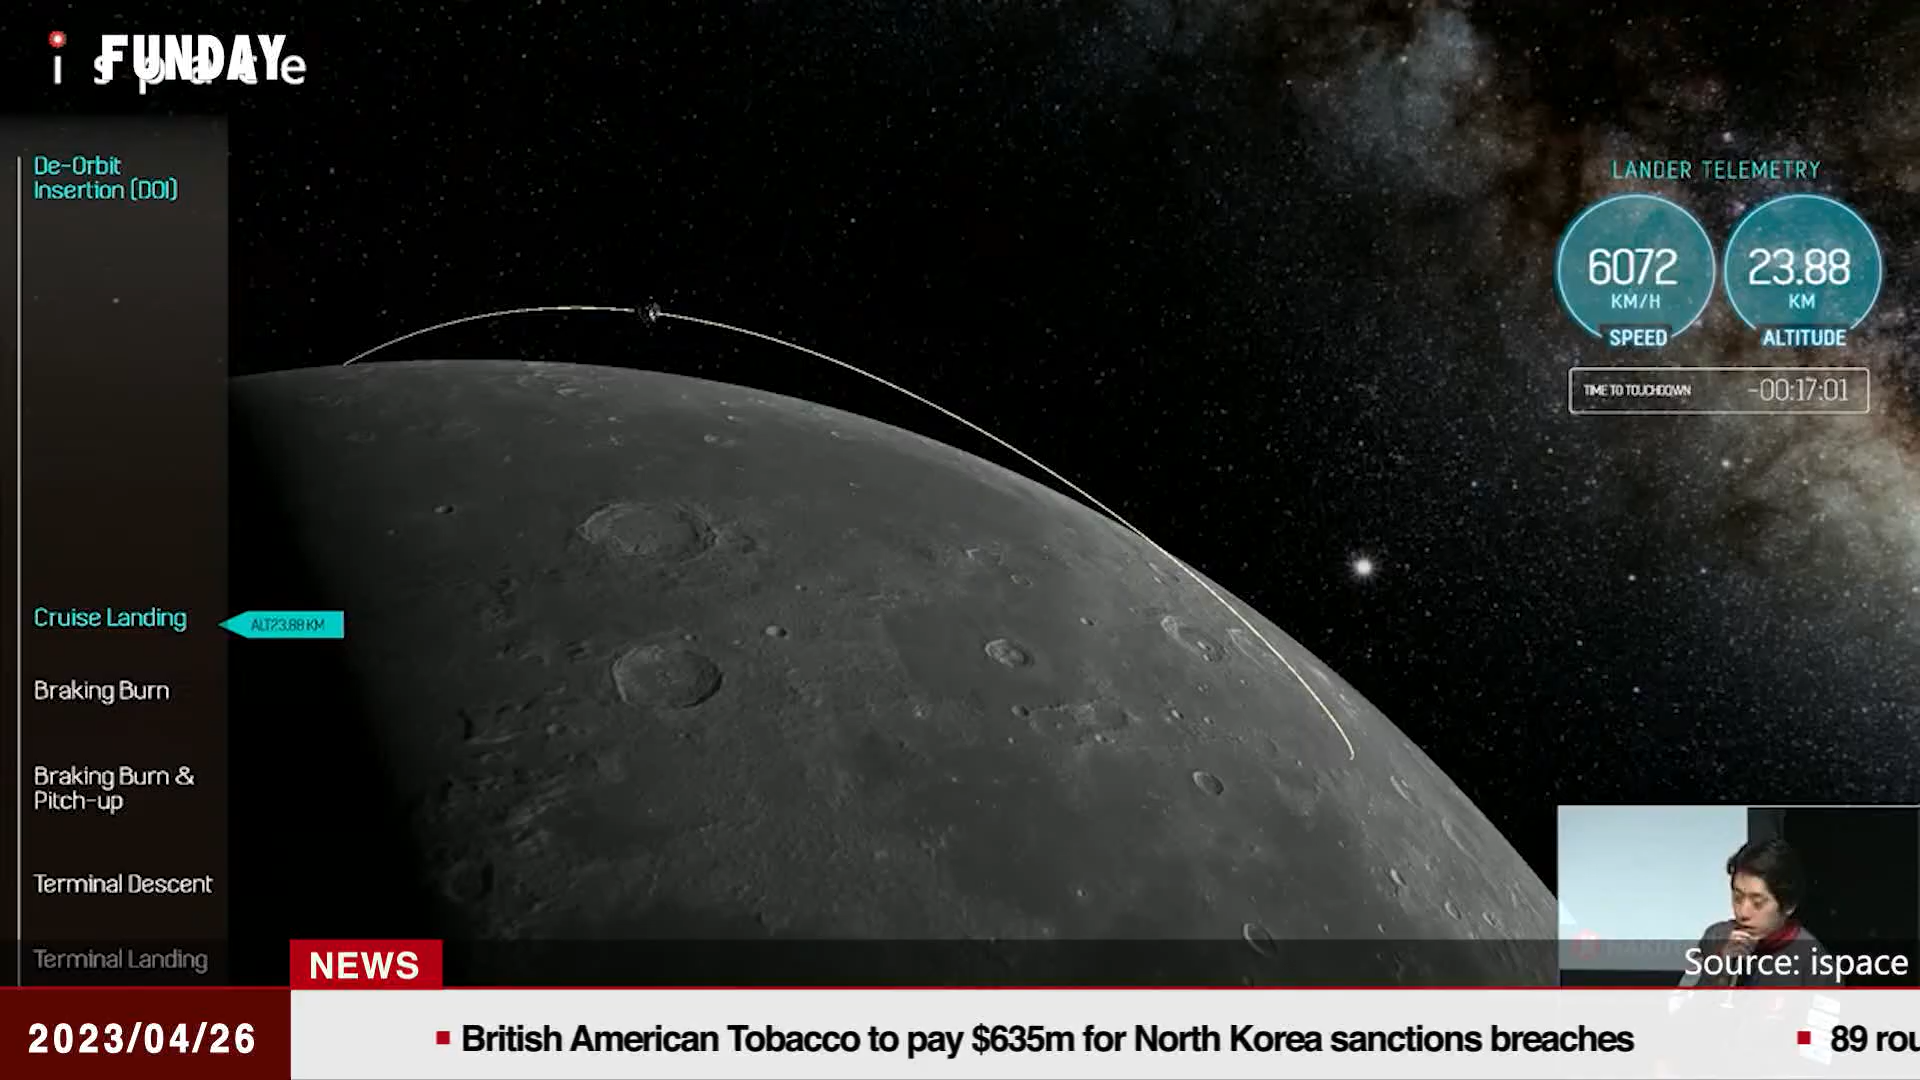 ispace
FUNDAY
De-Orbit
Insertion (DOI)
LANDER TELEMETRY
6072
KM/H
SPEED
23.88
KM
ALTITUDE
TIME TO TOUCHDOWN -00:17:01
Cruise Landing
ALT23.88 KM
Braking Burn
Braking Burn &
Pitch-up
Terminal Descent
Terminal Landing
NEWS
Source: ispace
2023/04/26
British American Tobacco to pay $635m for North Korea sanctions breaches
89 rou